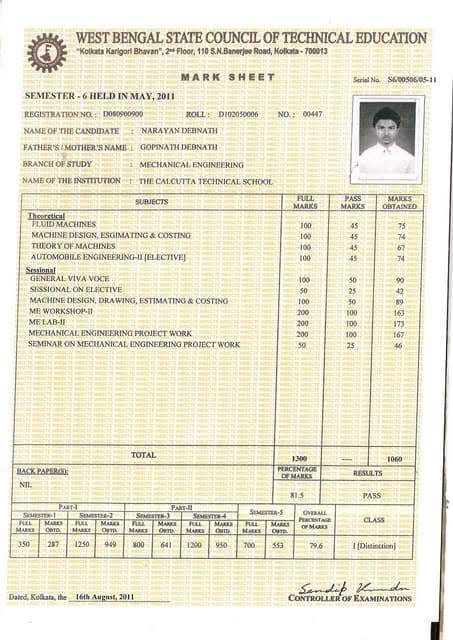 WEST BENGAL STATE COUNCIL OF TECHNICAL EDUCATION
"Kolkata Karigori Bhavan", 2nd Floor, 110 S.N.Banerjee Road, Kolkata - 700013
MARK SHEET
Serial No. S6/00506/05-11
SEMESTER - 6 HELD IN MAY, 2011
REGISTRATION NO. : D080900900 ROLL : D102050006 NO. : 00447
NAME OF THE CANDIDATE : NARAYAN DEBNATH
FATHER'S / MOTHER'S NAME : GOPINATH DEBNATH
BRANCH OF STUDY : MECHANICAL ENGINEERING
NAME OF THE INSTITUTION : THE CALCUTTA TECHNICAL SCHOOL
SUBJECTS FULL MARKS PASS MARKS MARKS OBTAINED
Theoretical
FLUID MACHINES 100 45 75
MACHINE DESIGN, ESGIMATING & COSTING 100 45 74
THEORY OF MACHINES 100 45 67
AUTOMOBILE ENGINEERING-II [ELECTIVE] 100 45 74
Sessional
GENERAL VIVA VOCE 100 50 90
SESSIONAL ON ELECTIVE 50 25 42
MACHINE DESIGN, DRAWING, ESTIMATING & COSTING 100 50 89
ME WORKSHOP-II 200 100 163
ME LAB-II 200 100 173
MECHANICAL ENGINEERING PROJECT WORK 200 100 167
SEMINAR ON MECHANICAL ENGINEERING PROJECT WORK 50 25 46
TOTAL 1300 ---- 1060
BACK PAPER(S): PERCENTAGE OF MARKS RESULTS
NIL
81.5 PASS
PART-I PART-II
SEMESTER-1 SEMESTER-2 SEMESTER-3 SEMESTER-4 SEMESTER-5 OVERALL PERCENTAGE OF MARKS CLASS
FULL MARKS MARKS OBTD. FULL MARKS MARKS OBTD. FULL MARKS MARKS OBTD. FULL MARKS MARKS OBTD. FULL MARKS MARKS OBTD.
350 287 1250 949 800 641 1200 950 700 553 79.6 I [Distinction]
Sandip Kundu
Dated, Kolkata, the 16th August, 2011 CONTROLLER OF EXAMINATIONS